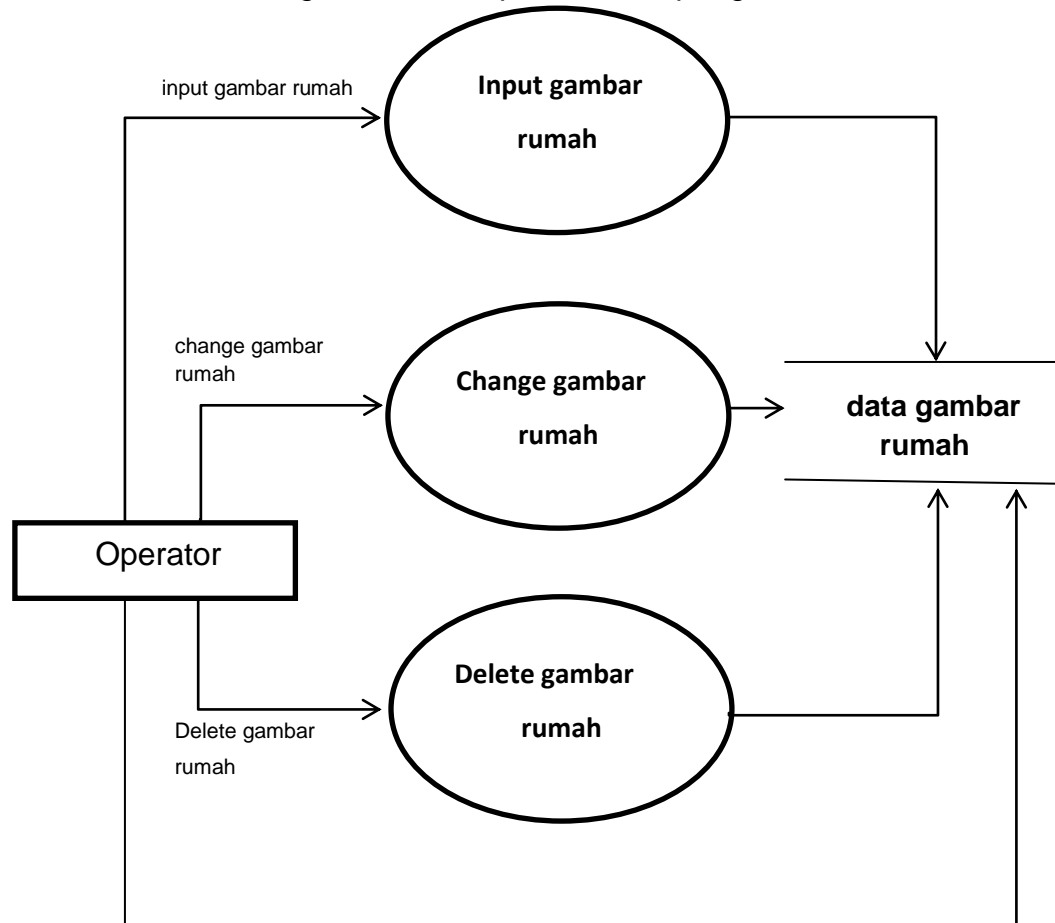 input gambar rumah
Input gambar
rumah
change gambar
rumah
Change gambar
rumah
data gambar
rumah
Operator
Delete gambar
rumah
Delete gambar
rumah